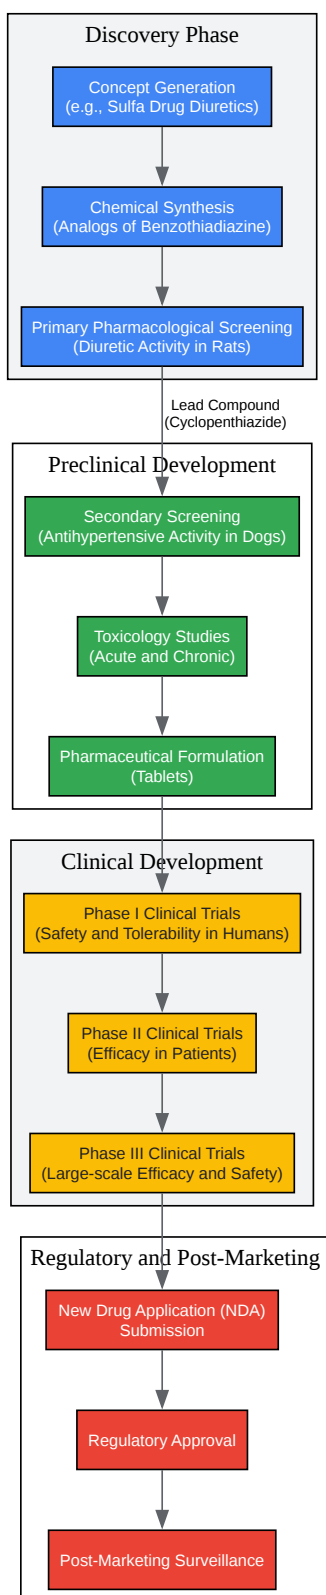 Discovery Phase
Concept Generation
(e.g., Sulfa Drug Diuretics)
Chemical Synthesis
(Analogs of Benzothiadiazine)
Primary Pharmacological Screening
(Diuretic Activity in Rats)
Lead Compound
(Cyclopenthiazide)
Preclinical Development
Secondary Screening
(Antihypertensive Activity in Dogs)
Toxicology Studies
(Acute and Chronic)
Pharmaceutical Formulation
(Tablets)
Clinical Development
Phase I Clinical Trials
(Safety and Tolerability in Humans)
Phase II Clinical Trials
(Efficacy in Patients)
Phase III Clinical Trials
(Large-scale Efficacy and Safety)
Regulatory and Post-Marketing
New Drug Application (NDA)
Submission
Regulatory Approval
Post-Marketing Surveillance